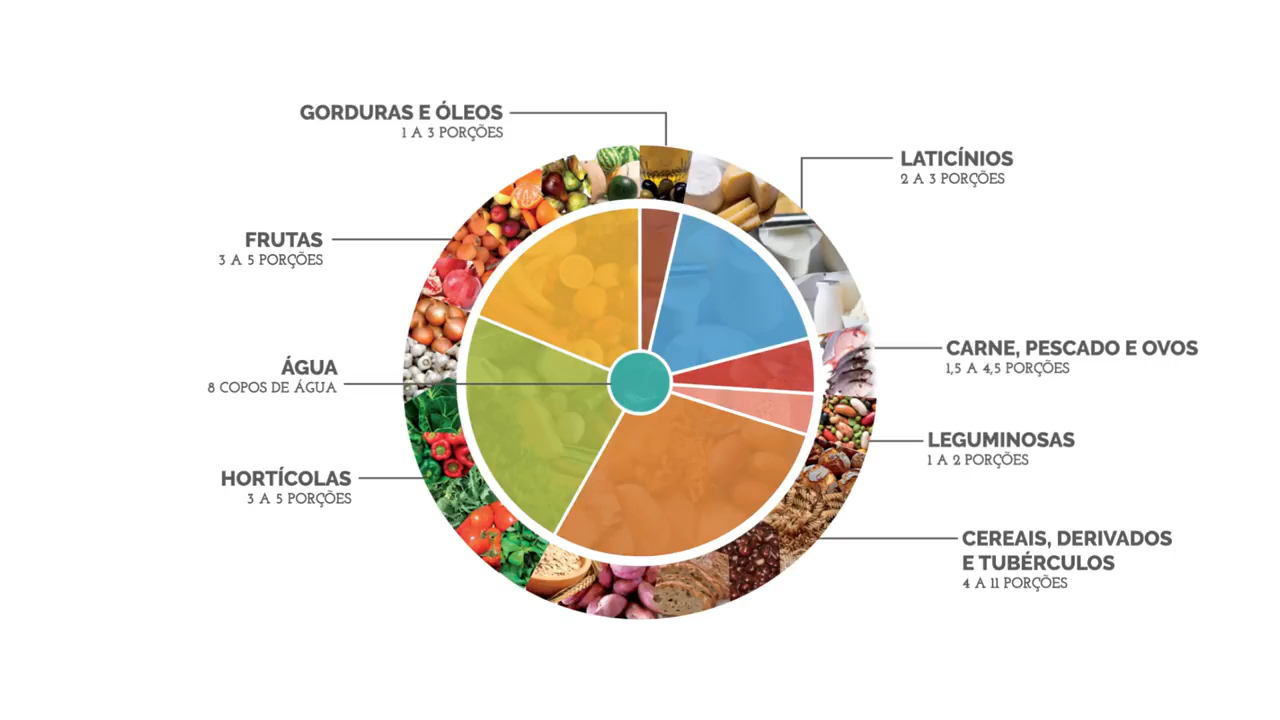 GORDURAS E ÓLEOS
1 A 3 PORÇÕES
LATICÍNIOS
2 A 3 PORÇÕES
FRUTAS
3 A 5 PORÇÕES
CARNE, PESCADO E OVOS
1,5 A 4,5 PORÇÕES
ÁGUA
8 COPOS DE ÁGUA
LEGUMINOSAS
1 A 2 PORÇÕES
HORTÍCOLAS
3 A 5 PORÇÕES
CEREAIS, DERIVADOS
E TUBÉRCULOS
4 A 11 PORÇÕES